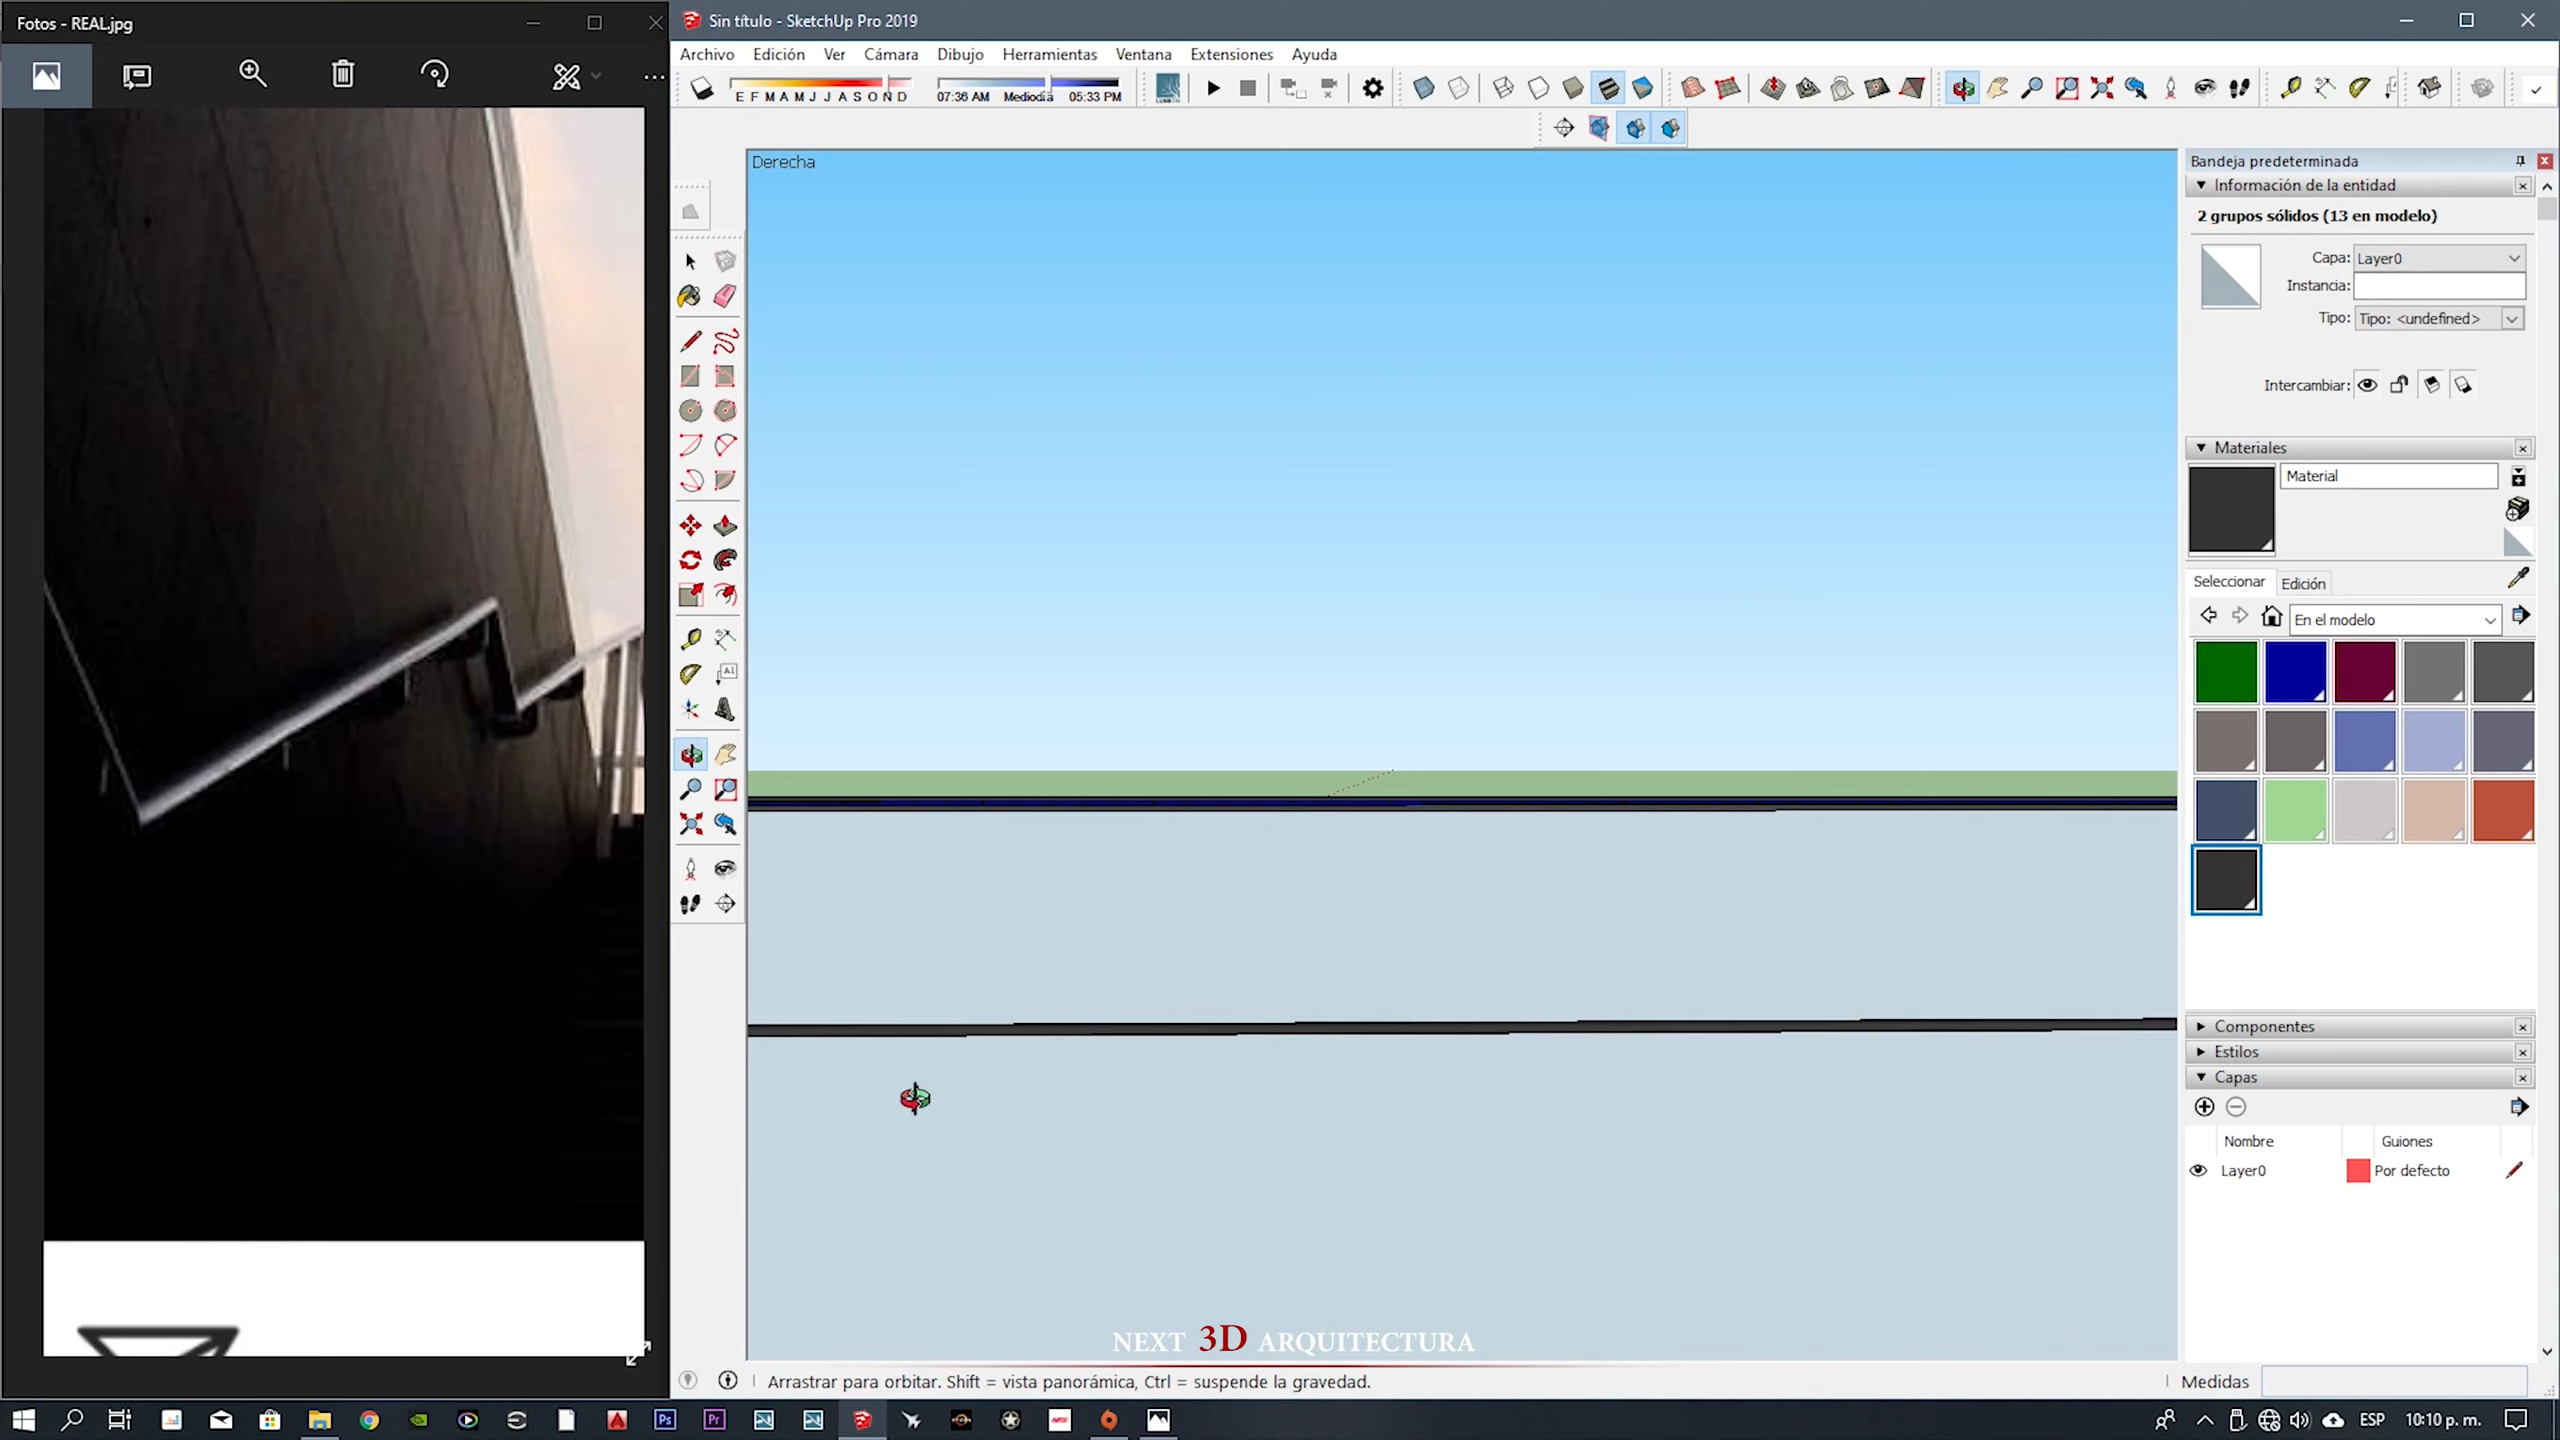 Fotos - REAL.jpg
Sin título - SketchUp Pro 2019
Archivo Edición Ver Cámara Dibujo Herramientas Ventana Extensiones Ayuda
E F M A M J J A S O N D
07:36 AM Mediodía 05:33 PM
Derecha
Bandeja predeterminada
Información de la entidad
2 grupos sólidos (13 en modelo)
Capa: Layer0
Instancia:
Tipo: Tipo: <undefined>
Intercambiar:
Materiales
Material
Seleccionar Edición
En el modelo
Componentes
Estilos
Capas
Nombre Guiones
Layer0 Por defecto
NEXT 3D ARQUITECTURA
Arrastrar para orbitar. Shift = vista panorámica, Ctrl = suspende la gravedad.
Medidas
Ps Pr
ESP 10:10 p. m.